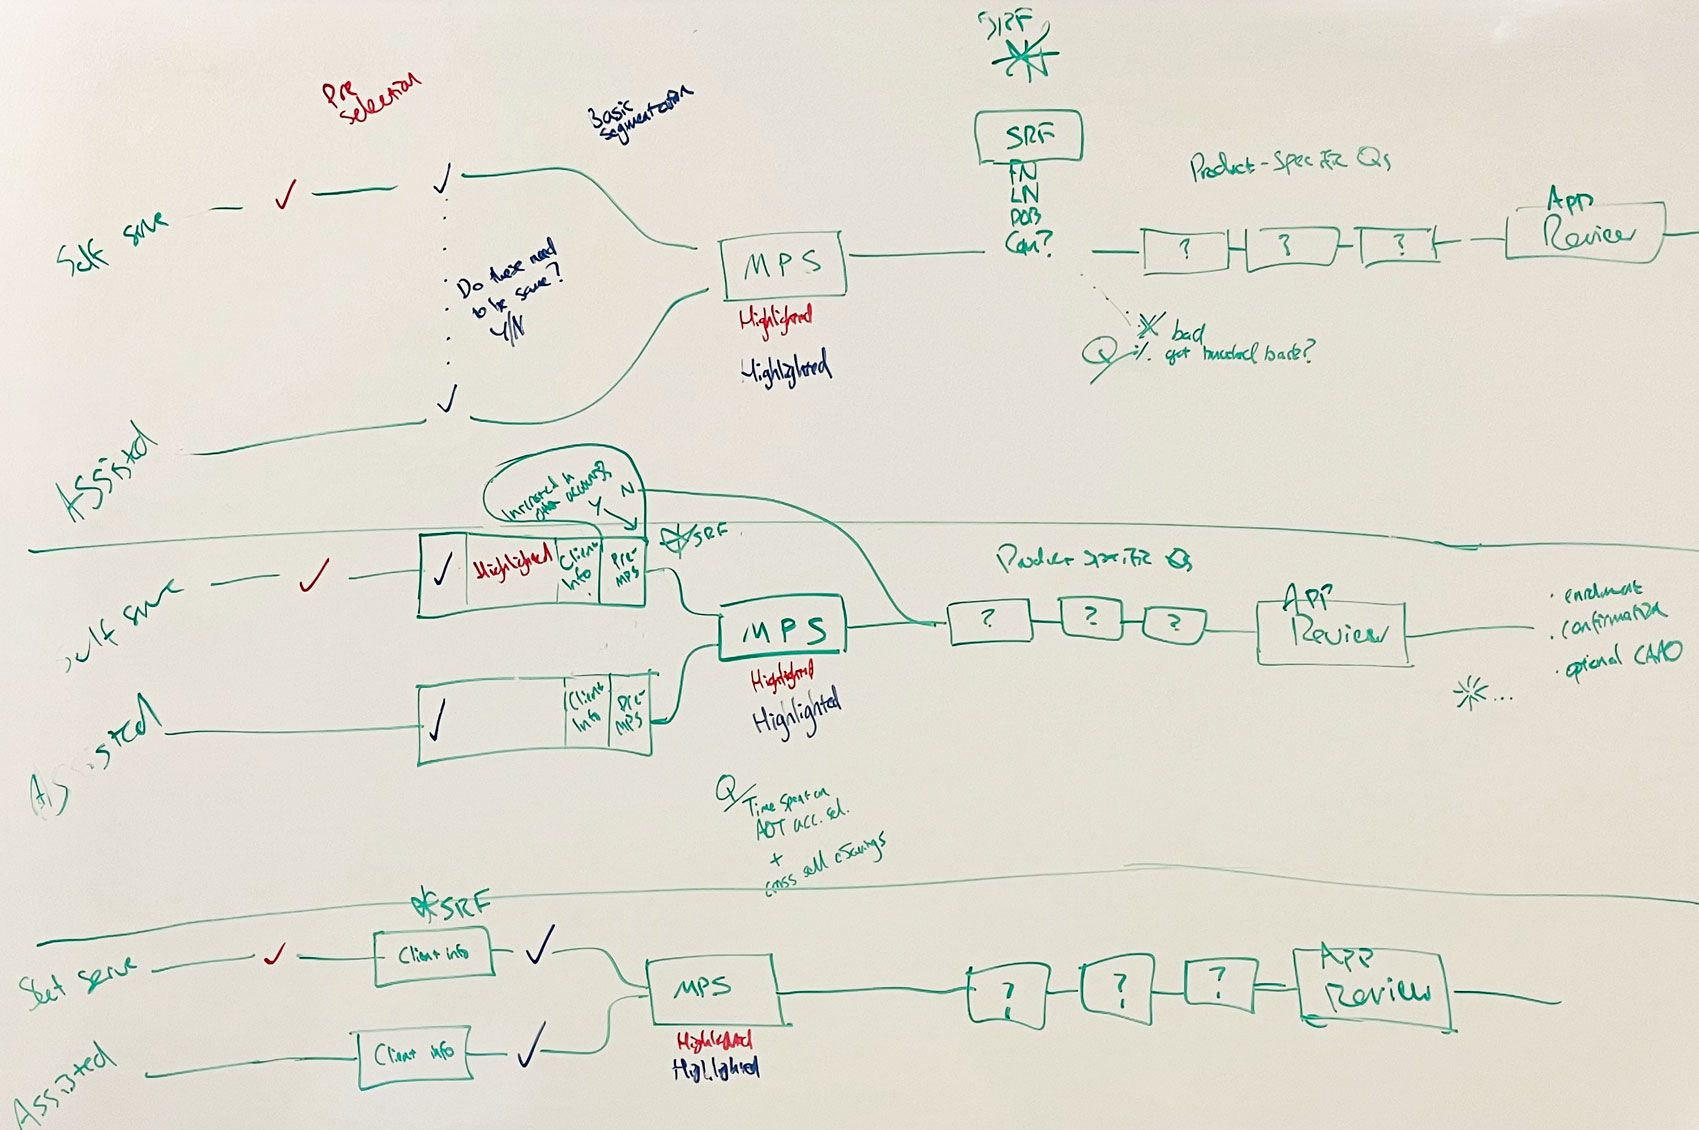 SRF
Pre
selection
Basic
segmentation
SRF
FN
LN
DOB
Can?
Product-Specific Qs
Self serve
Do these need
to be same?
Y/N
MPS
Highlighted
Highlighted
? ? ?
App
Review
bad
Q
Assisted
Interested in
other accounts
Y N
SRF
Highlighted
Client
Info
Pre-
MPS
Self serve
Product Specific Qs
MPS
Highlighted
Highlighted
? ? ?
App
Review
. enrolment
. confirmation
. optional CAAO
...
Assisted
Client
Info
Pre-
MPS
Q
Time spent on
AOT acc. sel.
+
cross sell eSavings
SRF
Self serve
Client info
MPS
Highlighted
Highlighted
? ? ?
App
Review
Assisted
Client info